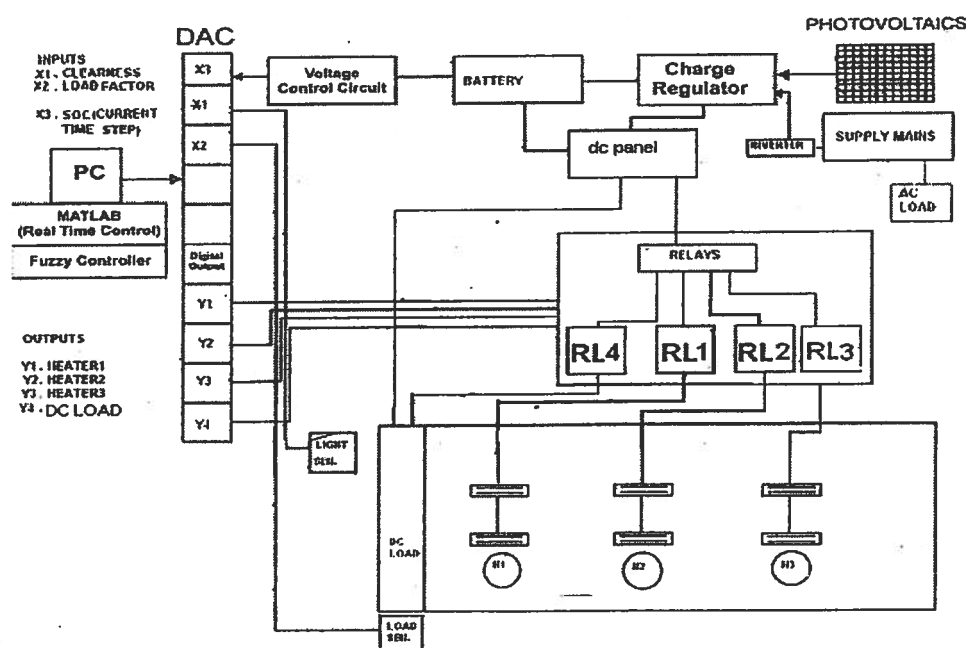 PHOTOVOLTAICS
DAC
INPUTS
X1. CLEARNESS
X2. LOAD FACTOR
X3. SOC(CURRENT
TIME STEP)
X3
X1
X2
Voltage
Control Circuit
BATTERY
Charge
Regulator
dc panel
SUPPLY MAINS
AC
LOAD
PC
MATLAB
(Real Time Control)
Fuzzy Controller
Digital
Output
Y1
Y2
Y3
OUTPUTS
Y1. HEATER1
Y2. HEATER2
Y3. HEATER3
DC LOAD
RELAYS
RL4
RL1
RL2
RL3
LIGHT
SEN.
DC
LOAD
H1
H2
H3
LOAD
SEN.